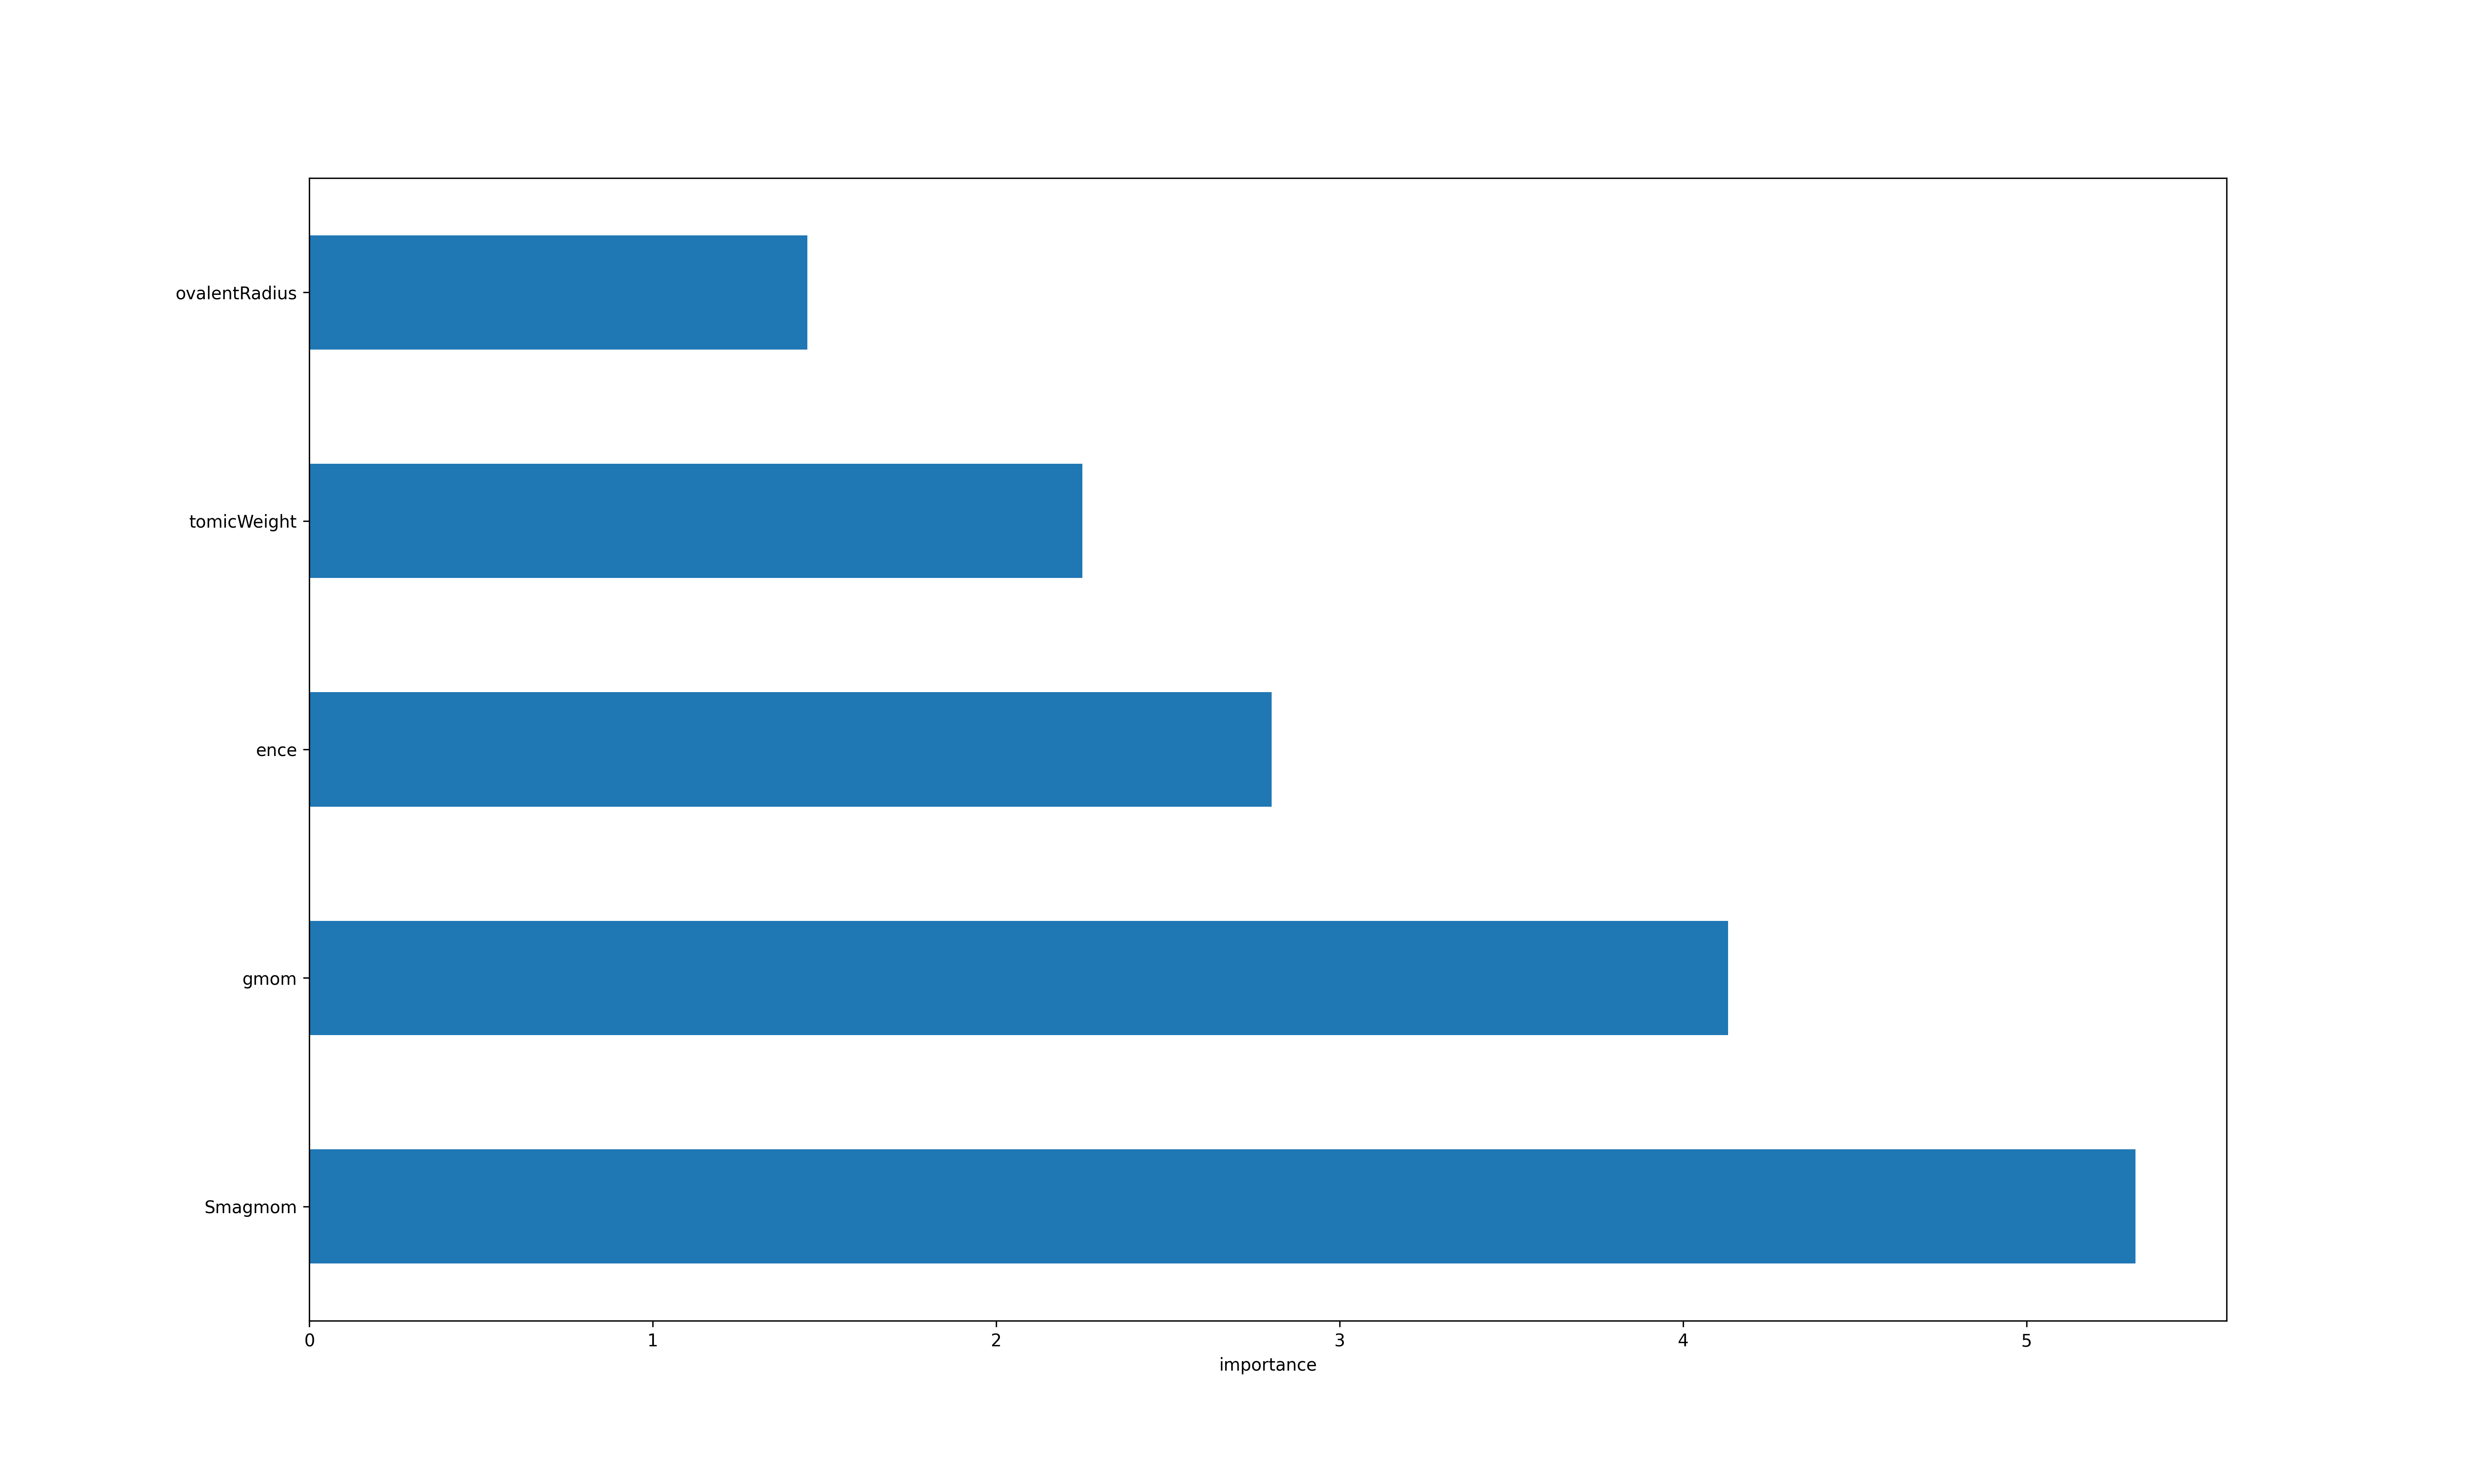 ovalentRadius
tomicWeight
ence
gmom
Smagmom
0 1 2 3 4 5
importance